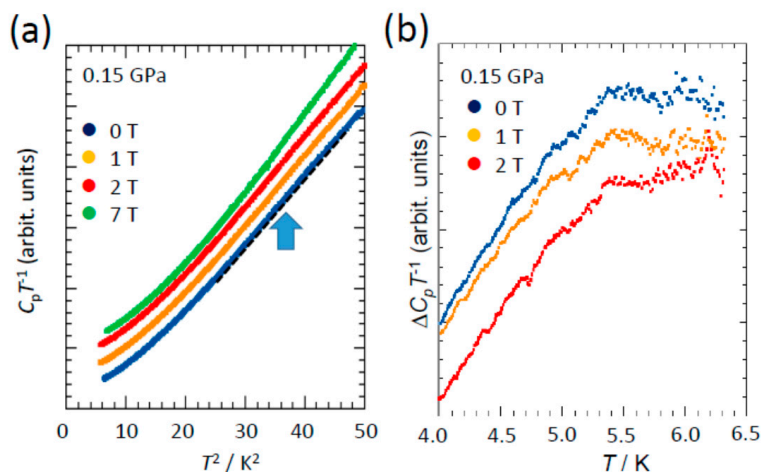 (a)
0.15 GPa
0 T
1 T
2 T
7 T
CpT⁻¹ (arbit. units)
0 10 20 30 40 50
T² / K²
(b)
0.15 GPa
0 T
1 T
2 T
ΔCpT⁻¹ (arbit. units)
4.0 4.5 5.0 5.5 6.0 6.5
T / K